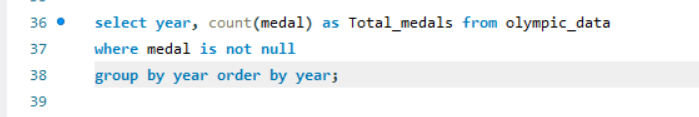 36 select year, count(medal) as Total_medals from olympic_data
37 where medal is not null
38 group by year order by year;
39